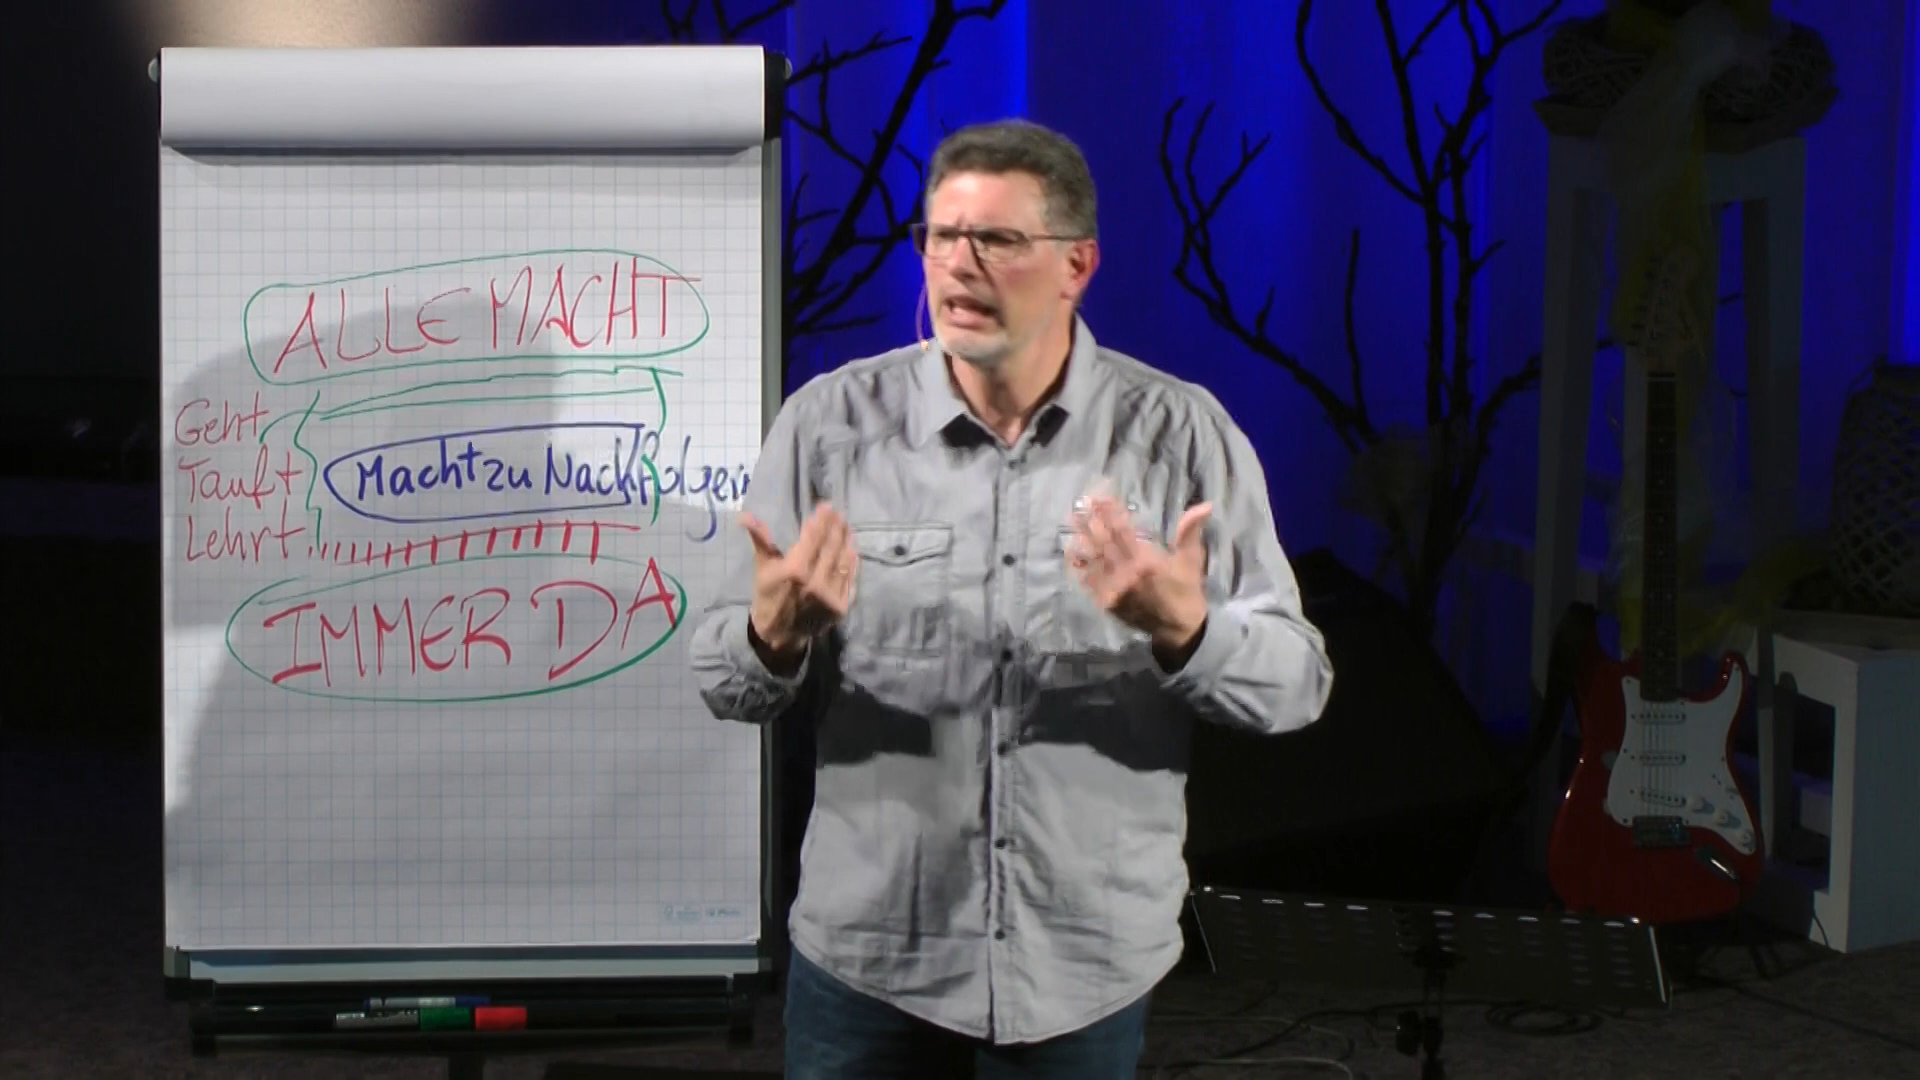 ALLE MACHT
Geht
Tauft
Macht zu Nachfolgern
Lehrt
IMMER DA